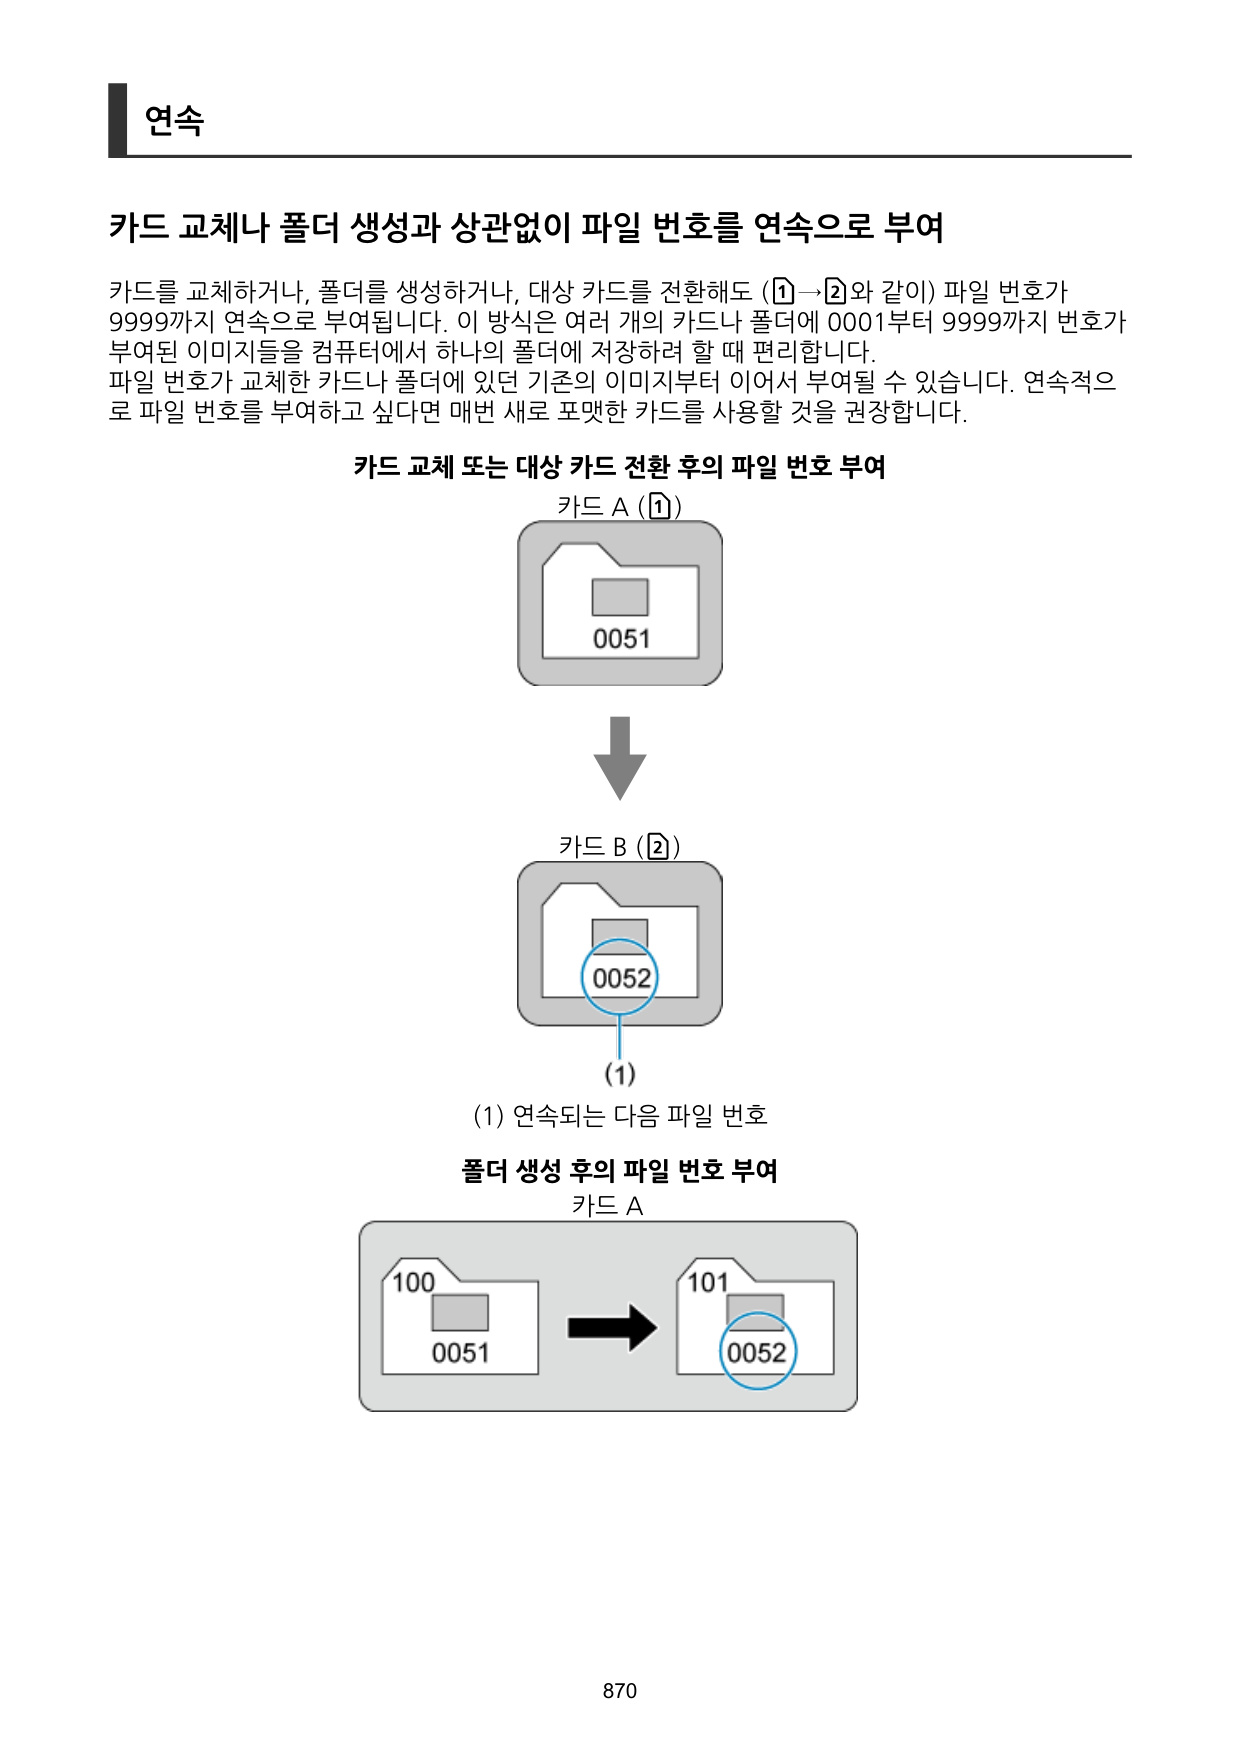 연속
카드 교체나 폴더 생성과 상관없이 파일 번호를 연속으로 부여
카드를 교체하거나, 폴더를 생성하거나, 대상 카드를 전환해도 (1→2와 같이) 파일 번호가
9999까지 연속으로 부여됩니다. 이 방식은 여러 개의 카드나 폴더에 0001부터 9999까지 번호가
부여된 이미지들을 컴퓨터에서 하나의 폴더에 저장하려 할 때 편리합니다.
파일 번호가 교체한 카드나 폴더에 있던 기존의 이미지부터 이어서 부여될 수 있습니다. 연속적으
로 파일 번호를 부여하고 싶다면 매번 새로 포맷한 카드를 사용할 것을 권장합니다.
카드 교체 또는 대상 카드 전환 후의 파일 번호 부여
카드 A (1)
0051
카드 B (2)
0052
(1)
(1) 연속되는 다음 파일 번호
폴더 생성 후의 파일 번호 부여
카드 A
100
0051
101
0052
870